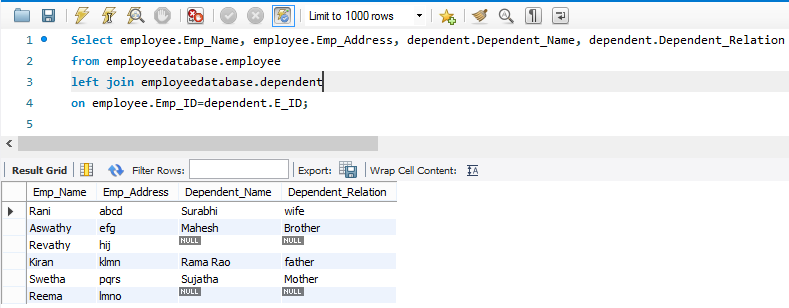 Limit to 1000 rows
1 Select employee.Emp_Name, employee.Emp_Address, dependent.Dependent_Name, dependent.Dependent_Relation
2 from employeedatabase.employee
3 left join employeedatabase.dependent
4 on employee.Emp_ID=dependent.E_ID;
5
Result Grid Filter Rows: Export: Wrap Cell Content: IA
Emp_Name Emp_Address Dependent_Name Dependent_Relation
Rani abcd Surabhi wife
Aswathy efg Mahesh Brother
Revathy hij NULL NULL
Kiran klmn Rama Rao father
Swetha pqrs Sujatha Mother
Reema lmno NULL NULL